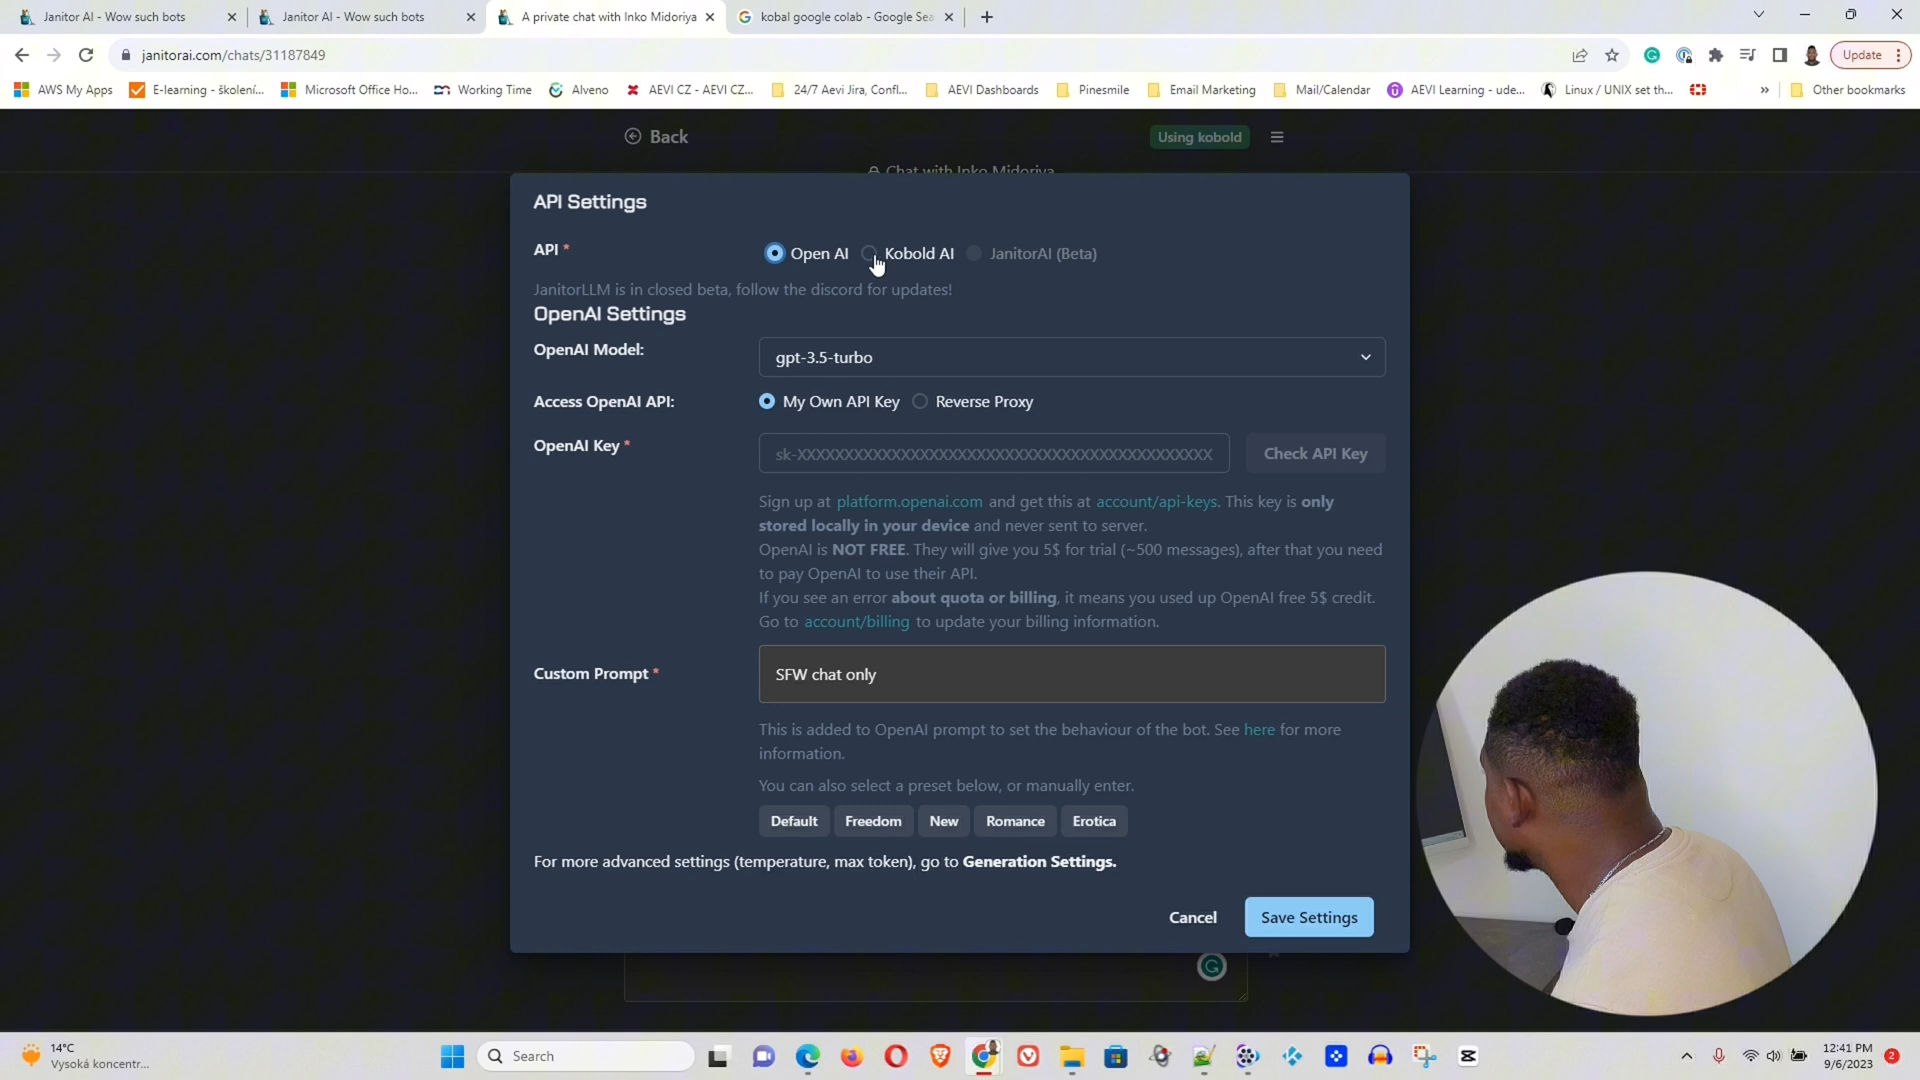 Janitor AI - Wow such bots
Janitor AI - Wow such bots
A private chat with Inko Midoriya
kobal google colab - Google Sea
janitorai.com/chats/31187849
Update
AWS My Apps
E-learning - školení...
Microsoft Office Ho...
Working Time
Alveno
AEVI CZ - AEVI CZ...
24/7 Aevi Jira, Confl...
AEVI Dashboards
Pinesmile
Email Marketing
Mail/Calendar
AEVI Learning - ude...
Linux / UNIX set th...
»
Other bookmarks
Back
Using kobold
Chat with Inko Midoriya
API Settings
API *
Open AI
Kobold AI
JanitorAI (Beta)
JanitorLLM is in closed beta, follow the discord for updates!
OpenAI Settings
OpenAI Model:
gpt-3.5-turbo
Access OpenAI API:
My Own API Key
Reverse Proxy
OpenAI Key *
Check API Key
Sign up at platform.openai.com and get this at account/api-keys. This key is only
stored locally in your device and never sent to server.
OpenAI is NOT FREE. They will give you 5$ for trial (~500 messages), after that you need
to pay OpenAI to use their API.
If you see an error about quota or billing, it means you used up OpenAI free 5$ credit.
Go to account/billing to update your billing information.
Custom Prompt *
SFW chat only
This is added to OpenAI prompt to set the behaviour of the bot. See here for more
information.
You can also select a preset below, or manually enter.
Default
Freedom
New
Romance
Erotica
For more advanced settings (temperature, max token), go to Generation Settings.
Cancel
Save Settings
14°C
Vysoká koncentr...
Search
12:41 PM
9/6/2023
2